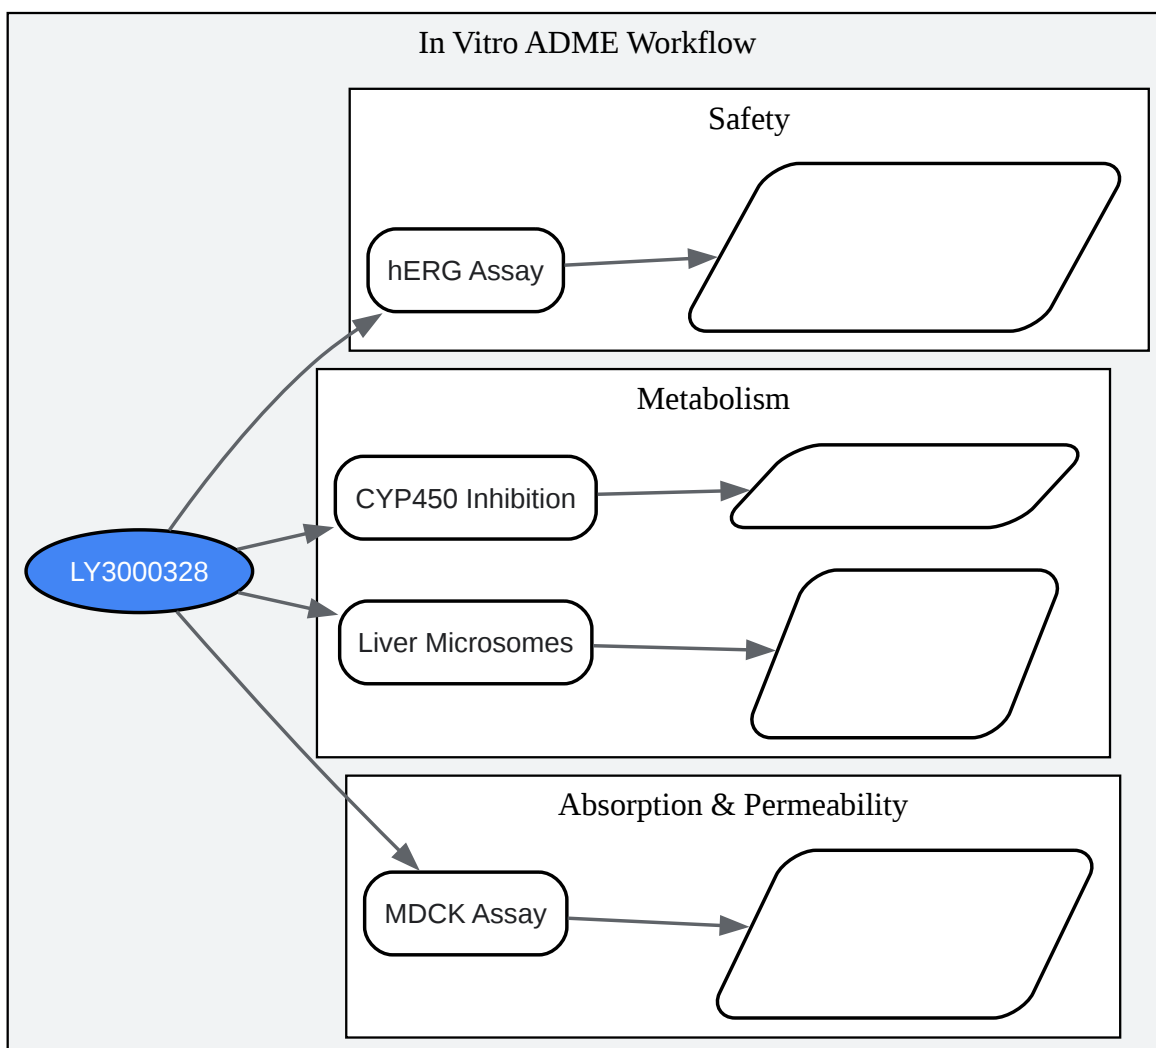 In Vitro ADME Workflow
Safety
hERG Assay
Metabolism
CYP450 Inhibition
LY3000328
Liver Microsomes
Absorption & Permeability
MDCK Assay